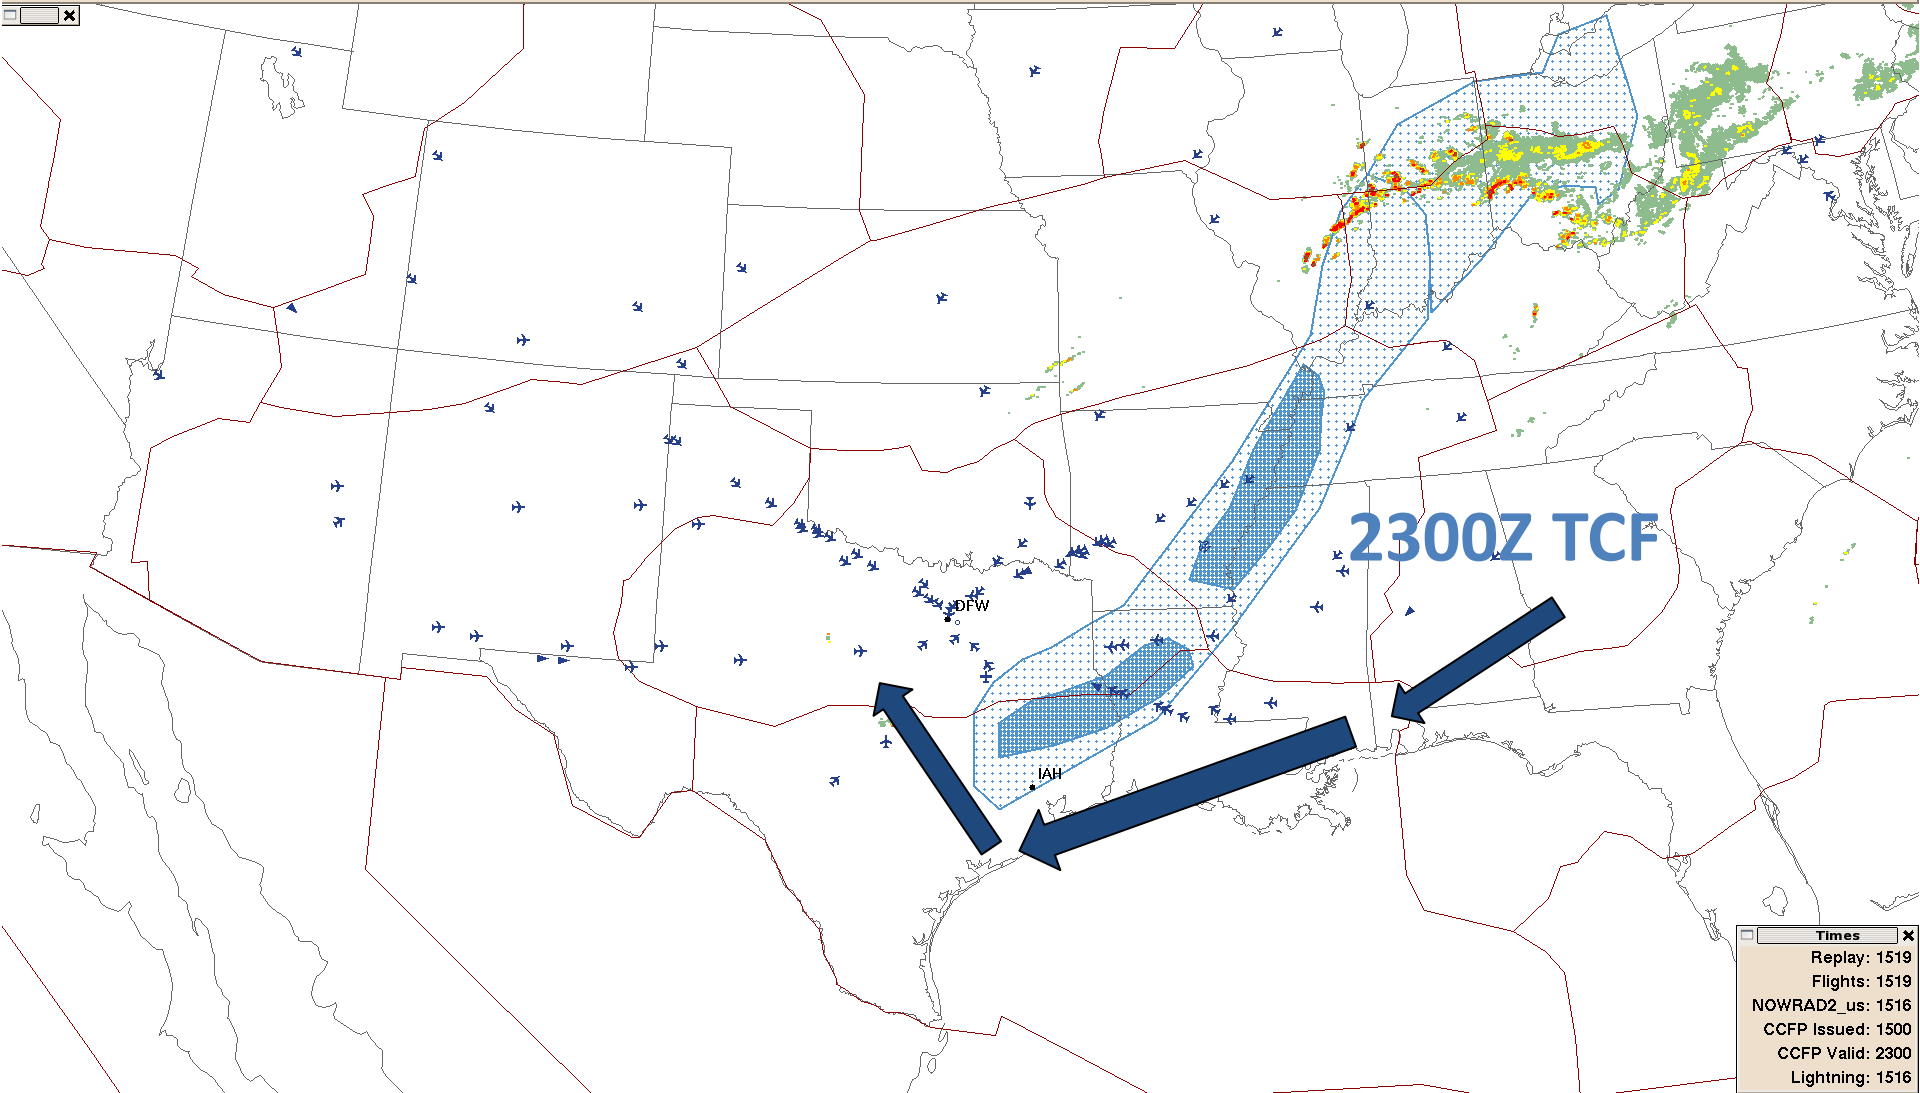 2300Z TCF
DFW
IAH
Times
Replay: 1519
Flights: 1519
NOWRAD2_us: 1516
CCFP Issued: 1500
CCFP Valid: 2300
Lightning: 1516